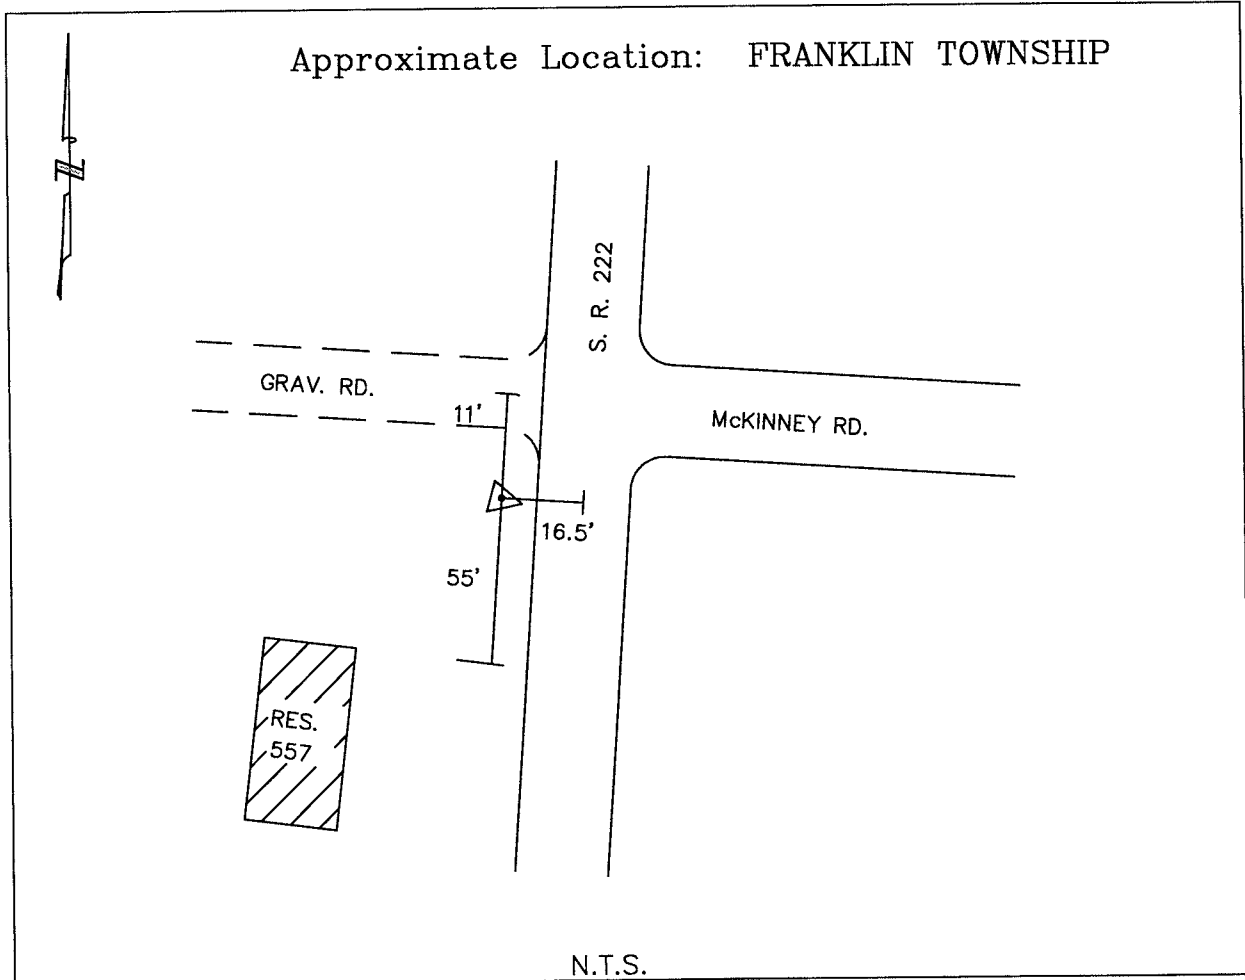 Approximate Location: FRANKLIN TOWNSHIP
N
S. R. 222
GRAV. RD.
11'
McKINNEY RD.
16.5'
55'
RES.
557
N.T.S.